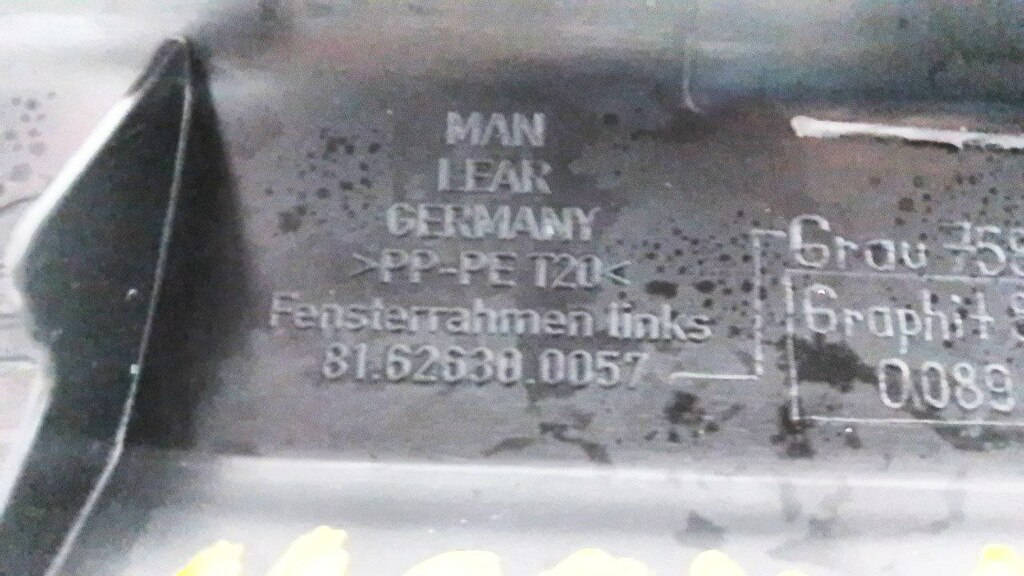 MAN
LEAR
GERMANY
>PP-PE T20<
Fensterrahmen links
81.62630.0057
Grau
Graphit
0.089